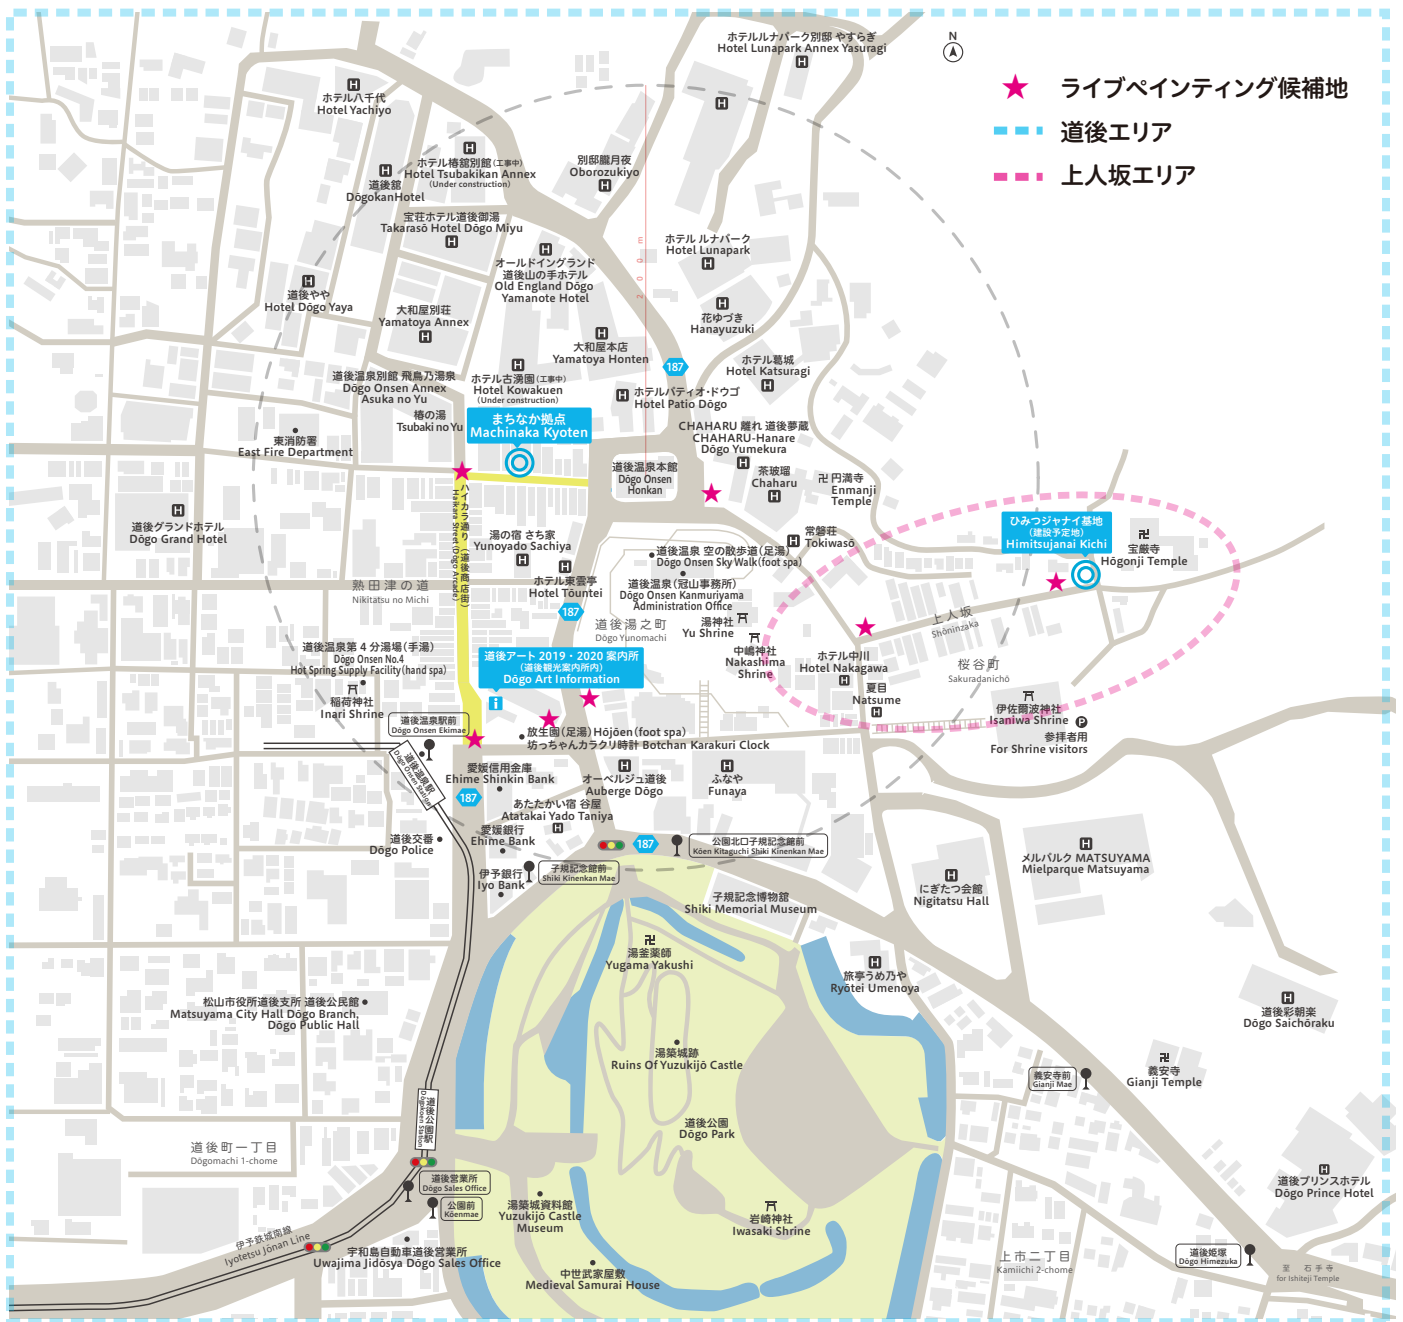 N
ライブペインティング候補地
道後エリア
上人坂エリア
ホテルルナパーク別邸 やすらぎ
Hotel Lunapark Annex Yasuragi
ホテル八千代
Hotel Yachiyo
ホテル椿舘別館(工事中)
Hotel Tsubakikan Annex
(Under construction)
道後舘
DōgokanHotel
別邸朧月夜
Oborozukiyo
宝荘ホテル道後御湯
Takarasō Hotel Dōgo Miyu
オールドイングランド
道後山の手ホテル
Old England Dōgo
Yamanote Hotel
200m
ホテル ルナパーク
Hotel Lunapark
道後やや
Hotel Dōgo Yaya
大和屋別荘
Yamatoya Annex
花ゆづき
Hanayuzuki
大和屋本店
Yamatoya Honten
187
ホテル葛城
Hotel Katsuragi
道後温泉別館 飛鳥乃湯泉
Dōgo Onsen Annex
Asuka no Yu
ホテル古湧園(工事中)
Hotel Kowakuen
(Under construction)
ホテルパティオ・ドウゴ
Hotel Patio Dōgo
椿の湯
Tsubaki no Yu
まちなか拠点
Machinaka Kyoten
CHAHARU 離れ 道後夢蔵
CHAHARU-Hanare
Dōgo Yumekura
東消防署
East Fire Department
道後温泉本館
Dōgo Onsen
Honkan
茶玻瑠
Chaharu
円満寺
Enmanji
Temple
道後グランドホテル
Dōgo Grand Hotel
ハイカラ通り(道後商店街)
Haikara Street (Dōgo Arcade)
湯の宿 さち家
Yunoyado Sachiya
常磐荘
Tokiwasō
ひみつジャナイ基地
(建設予定地)
Himitsujanai Kichi
宝厳寺
Hōgonji Temple
道後温泉 空の散歩道(足湯)
Dōgo Onsen Sky Walk(foot spa)
ホテル東雲亭
Hotel Tōuntei
道後温泉(冠山事務所)
Dōgo Onsen Kanmuriyama
Administration Office
熟田津の道
Nikitatsu no Michi
187
道後湯之町
Dōgo Yunomachi
湯神社
Yu Shrine
上人坂
Shōninzaka
道後温泉第 4 分湯場(手湯)
Dōgo Onsen No.4
Hot Spring Supply Facility(hand spa)
道後アート 2019・2020 案内所
(道後観光案内所内)
Dōgo Art Information
中嶋神社
Nakashima
Shrine
ホテル中川
Hotel Nakagawa
桜谷町
Sakuradanichō
夏目
Natsume
稲荷神社
Inari Shrine
伊佐爾波神社
Isaniwa Shrine
P
参拝者用
For Shrine visitors
道後温泉駅前
Dōgo Onsen Ekimae
放生園(足湯) Hōjōen(foot spa)
坊っちゃんカラクリ時計 Botchan Karakuri Clock
道後温泉駅
Dōgo Onsen Station
愛媛信用金庫
Ehime Shinkin Bank
オーベルジュ道後
Auberge Dōgo
ふなや
Funaya
187
あたたかい宿 谷屋
Atatakai Yado Taniya
道後交番
Dōgo Police
愛媛銀行
Ehime Bank
187
公園北口子規記念館前
Kōen Kitaguchi Shiki Kinenkan Mae
メルパルク MATSUYAMA
Mielparque Matsuyama
伊予銀行
Iyo Bank
子規記念館前
Shiki Kinenkan Mae
にぎたつ会館
Nigitatsu Hall
子規記念博物舘
Shiki Memorial Museum
湯釜薬師
Yugama Yakushi
旅亭うめ乃や
Ryōtei Umenoya
松山市役所道後支所 道後公民館
Matsuyama City Hall Dōgo Branch,
Dōgo Public Hall
道後彩朝楽
Dōgo Saichōraku
湯築城跡
Ruins Of Yuzukijō Castle
義安寺前
Gianji Mae
義安寺
Gianji Temple
道後公園駅
Dōgokōen Station
道後公園
Dōgo Park
道後町一丁目
Dōgomachi 1-chome
道後営業所
Dōgo Sales Office
公園前
Kōenmae
湯築城資料館
Yuzukijō Castle
Museum
岩崎神社
Iwasaki Shrine
道後プリンスホテル
Dōgo Prince Hotel
伊予鉄城南線
Iyotetsu Jōnan Line
宇和島自動車道後営業所
Uwajima Jidōsya Dōgo Sales Office
中世武家屋敷
Medieval Samurai House
上市二丁目
Kamiichi 2-chome
道後姫塚
Dōgo Himezuka
至 石手寺
for Ishiteji Temple